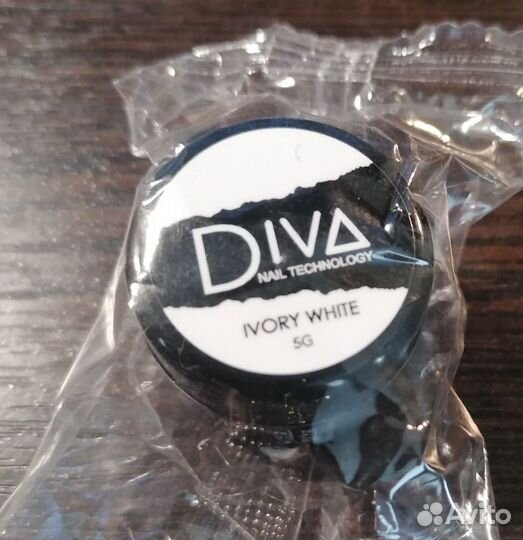 DIVA
NAIL TECHNOLOGY
IVORY WHITE
5G
Avito